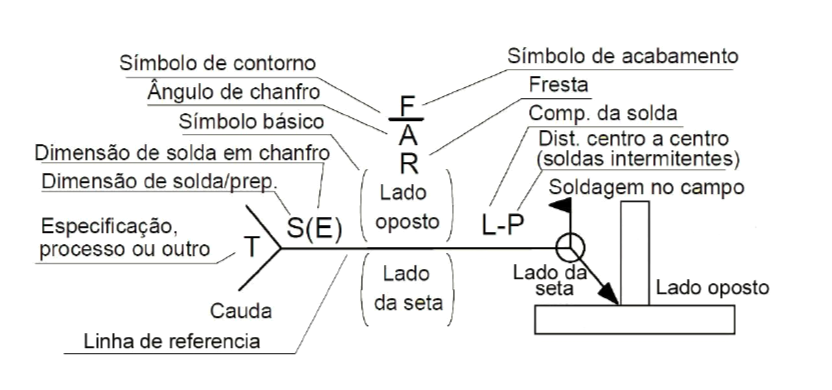 Símbolo de contorno
Símbolo de acabamento
Ângulo de chanfro
F
Fresta
Símbolo básico
A
Comp. da solda
Dimensão de solda em chanfro
R
Dist. centro a centro
(soldas intermitentes)
Dimensão de solda/prep.
Lado
oposto
Soldagem no campo
Especificação,
processo ou outro
T
S(E)
L-P
Lado
da seta
Lado da
seta
Lado oposto
Cauda
Linha de referencia